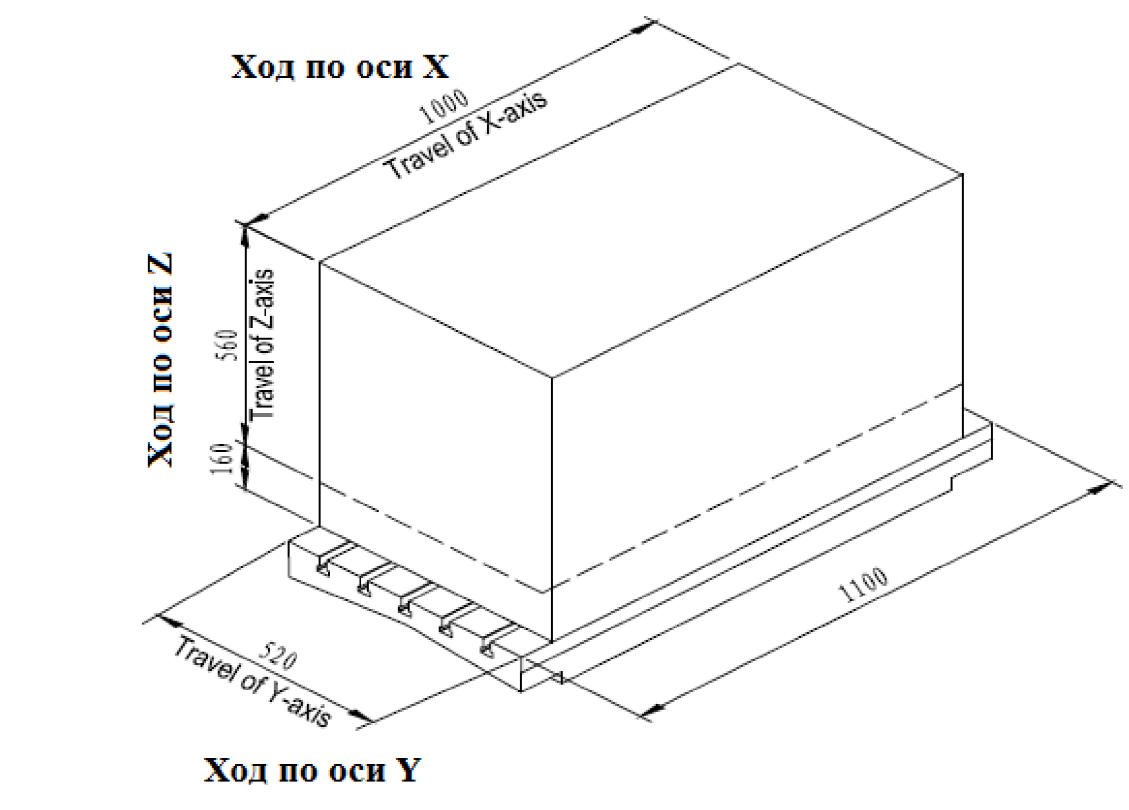 Ход по оси X
1000
Travel of X-axis
Ход по оси Z
560
Travel of Z-axis
160
1100
520
Travel of Y-axis
Ход по оси Y